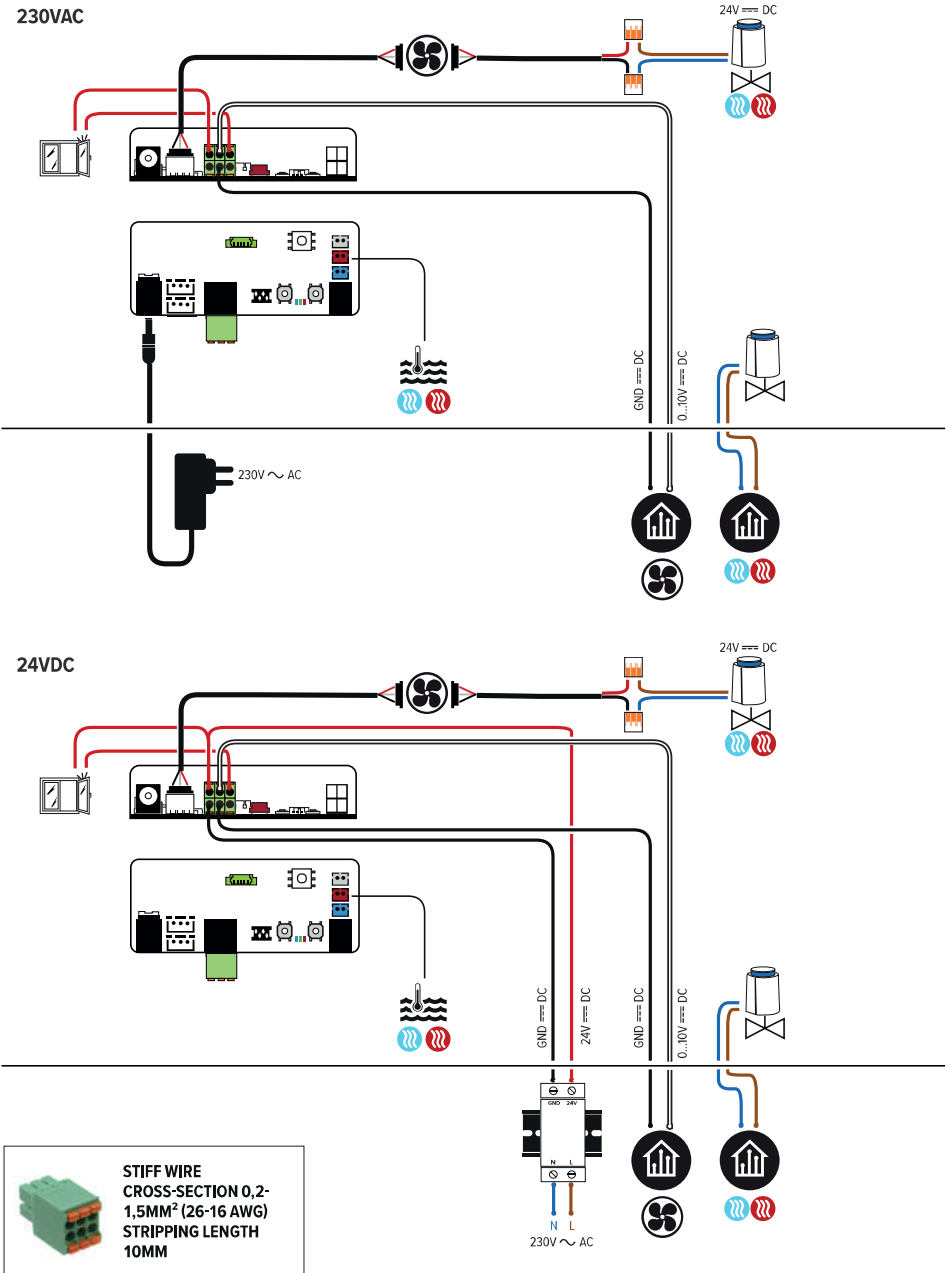 230VAC
24V ⎓ DC
GND ⎓ DC
0...10V ⎓ DC
230V ∿ AC
24VDC
24V ⎓ DC
GND ⎓ DC
24V ⎓ DC
GND ⎓ DC
0...10V ⎓ DC
GND 24V
N L
N L
230V ∿ AC
STIFF WIRE
CROSS-SECTION 0,2-
1,5MM² (26-16 AWG)
STRIPPING LENGTH
10MM